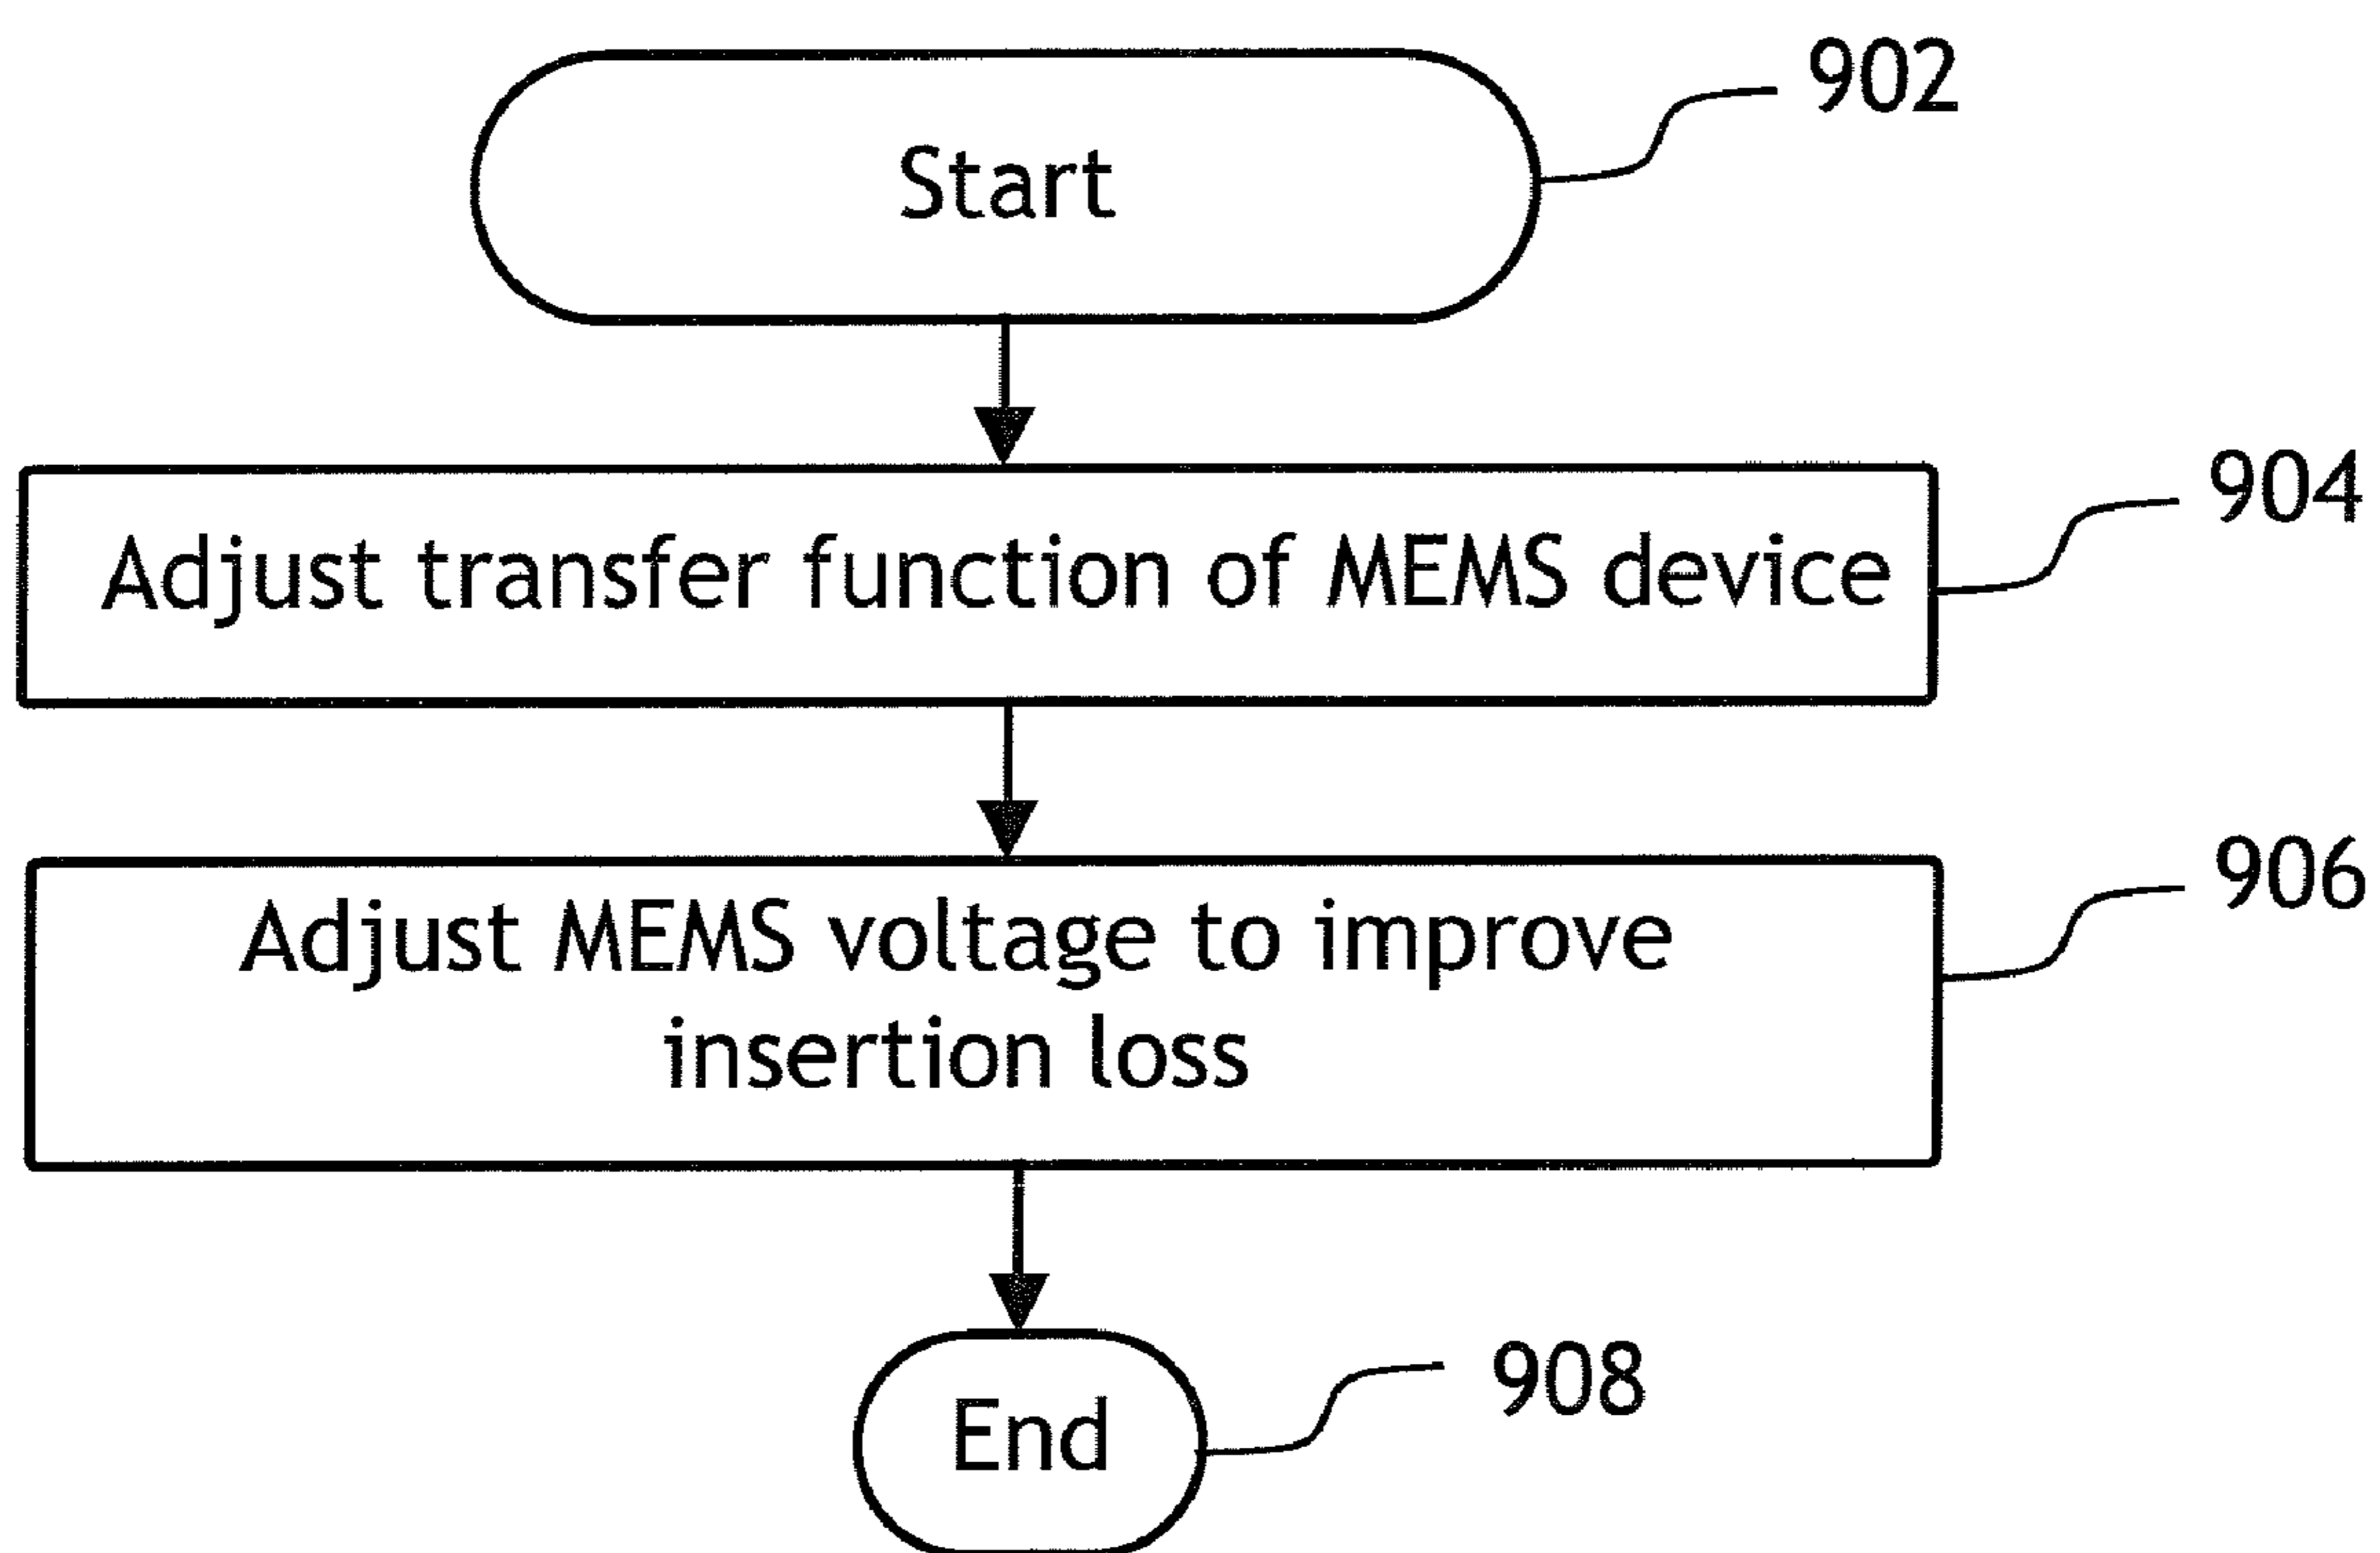 Start
902
Adjust transfer function of MEMS device
904
Adjust MEMS voltage to improve
insertion loss
906
End
908